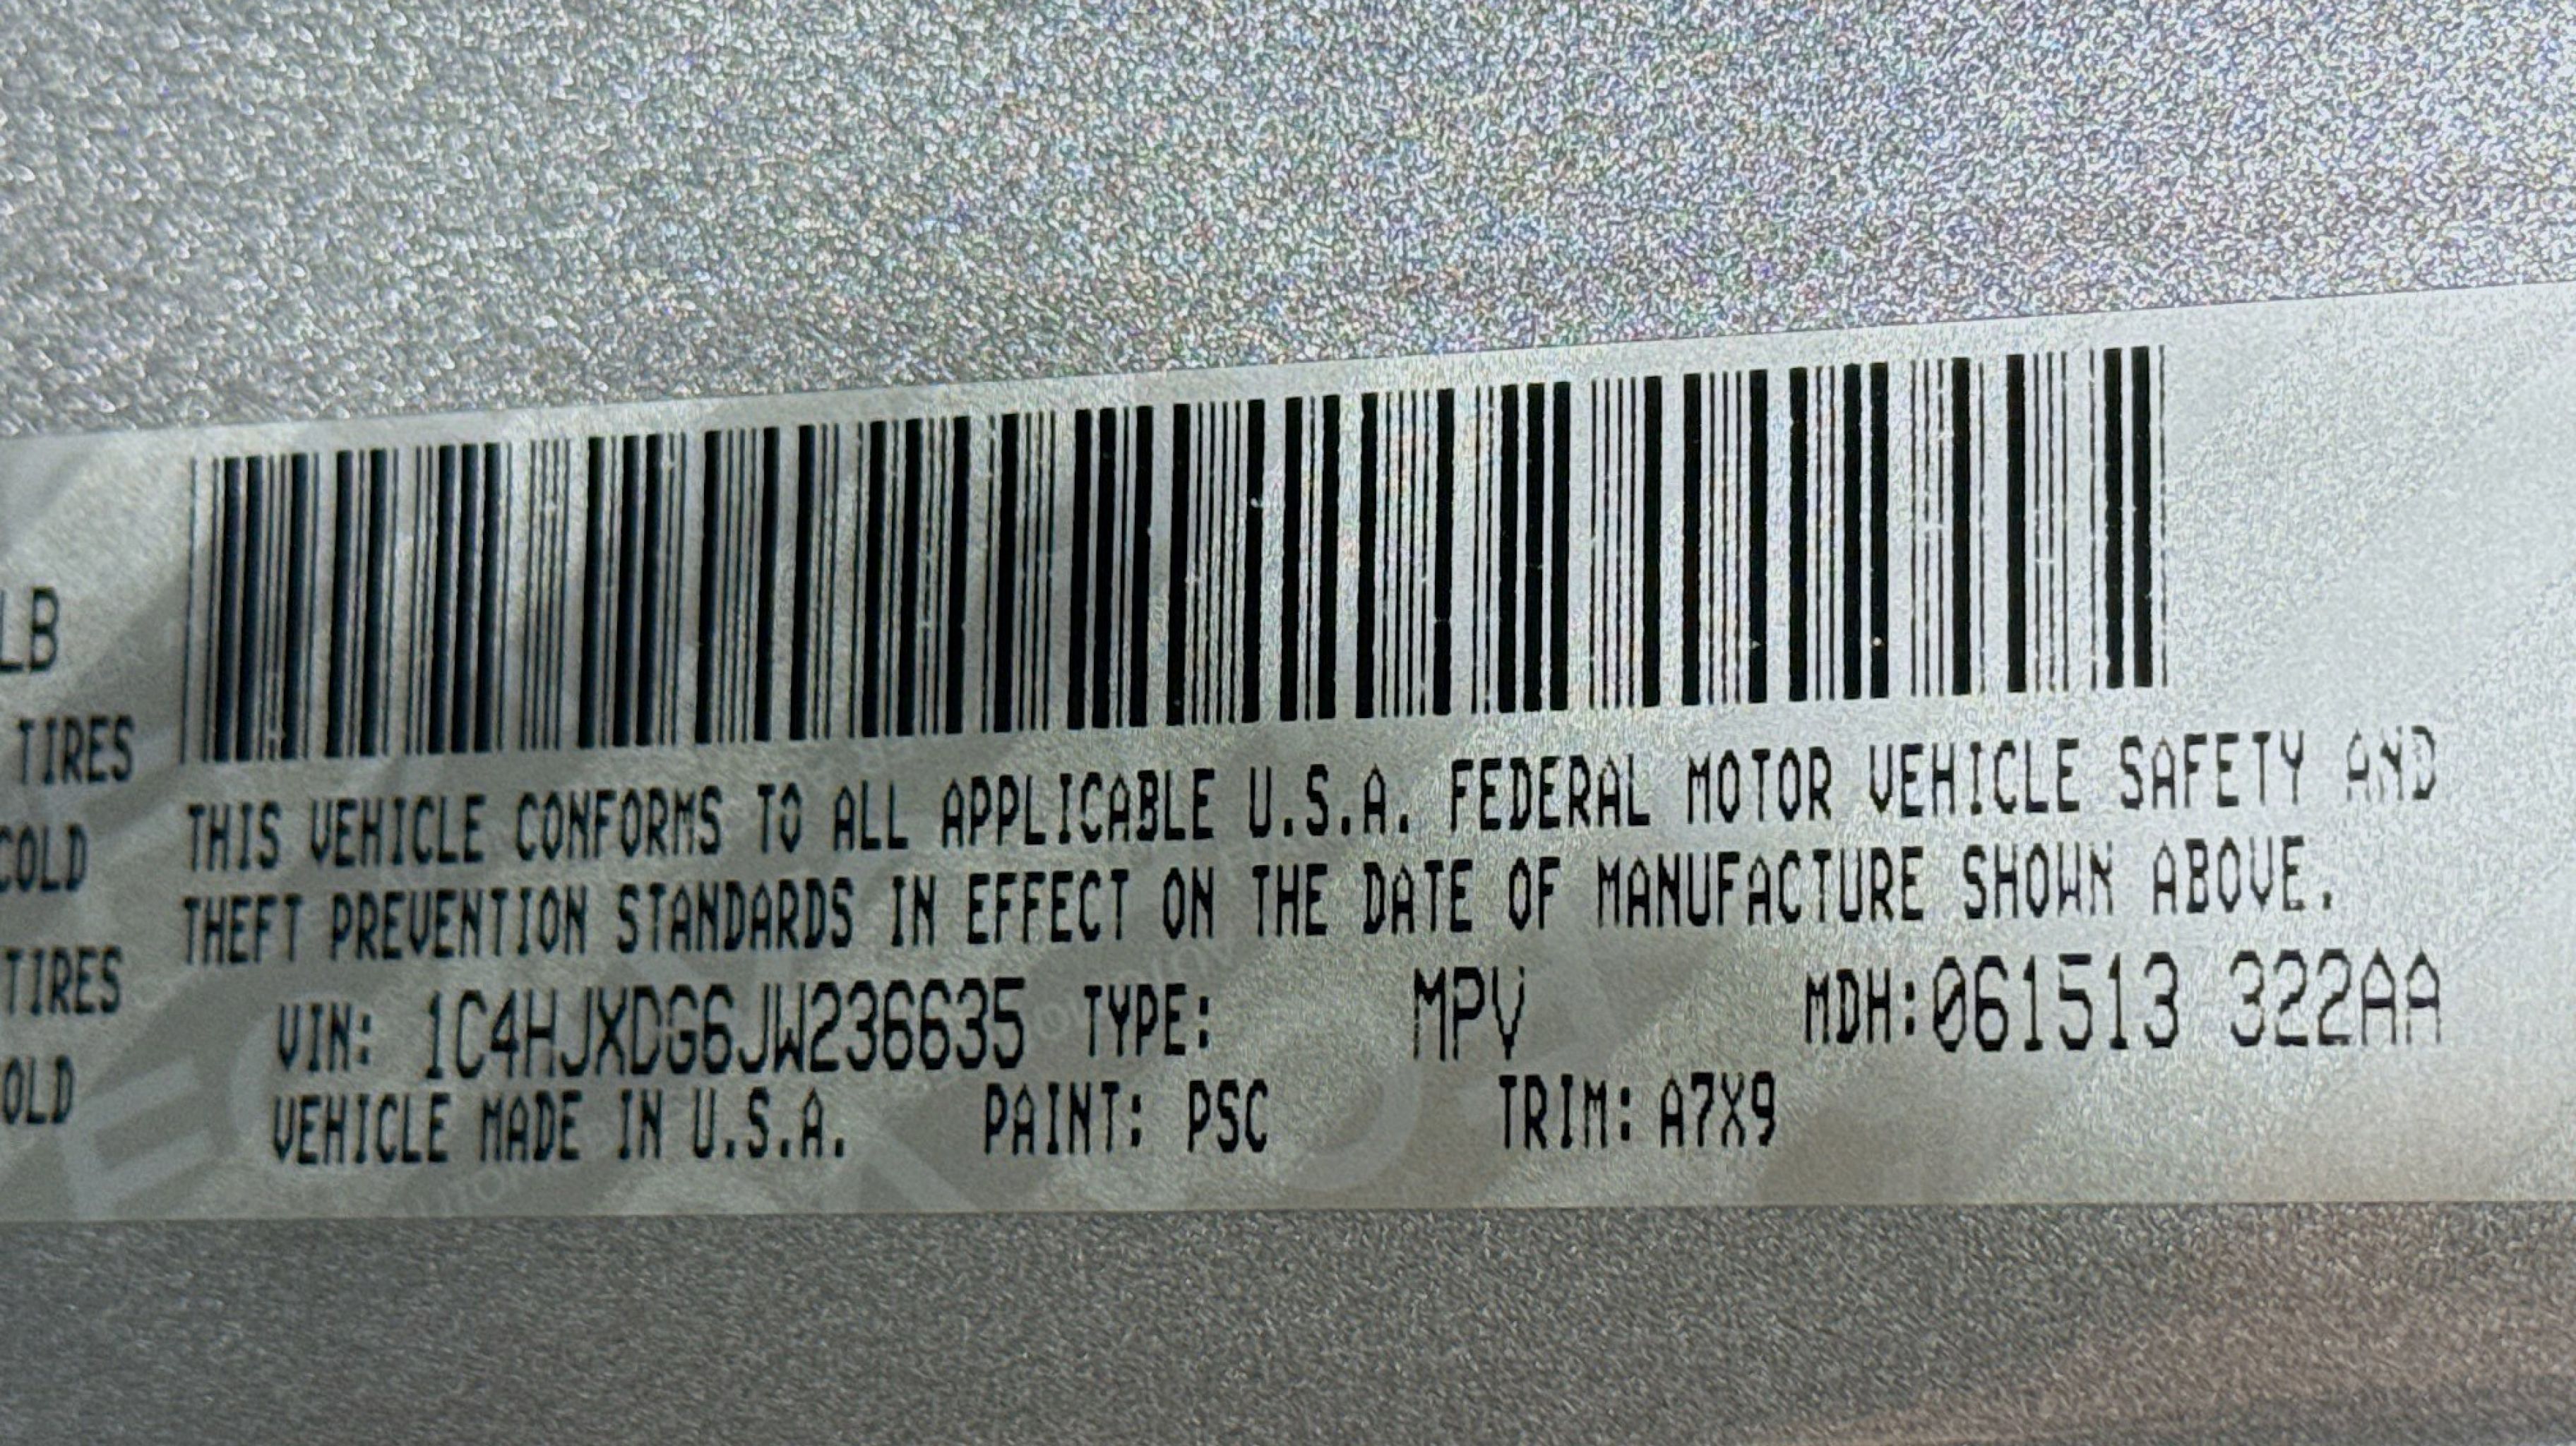 LB
TIRES
COLD
TIRES
OLD
THIS VEHICLE CONFORMS TO ALL APPLICABLE U.S.A. FEDERAL MOTOR VEHICLE SAFETY AND
THEFT PREVENTION STANDARDS IN EFFECT ON THE DATE OF MANUFACTURE SHOWN ABOVE.
VIN: 1C4HJXDG6JW236635 TYPE: MPV MDH:061513 322AA
VEHICLE MADE IN U.S.A. PAINT: PSC TRIM: A7X9